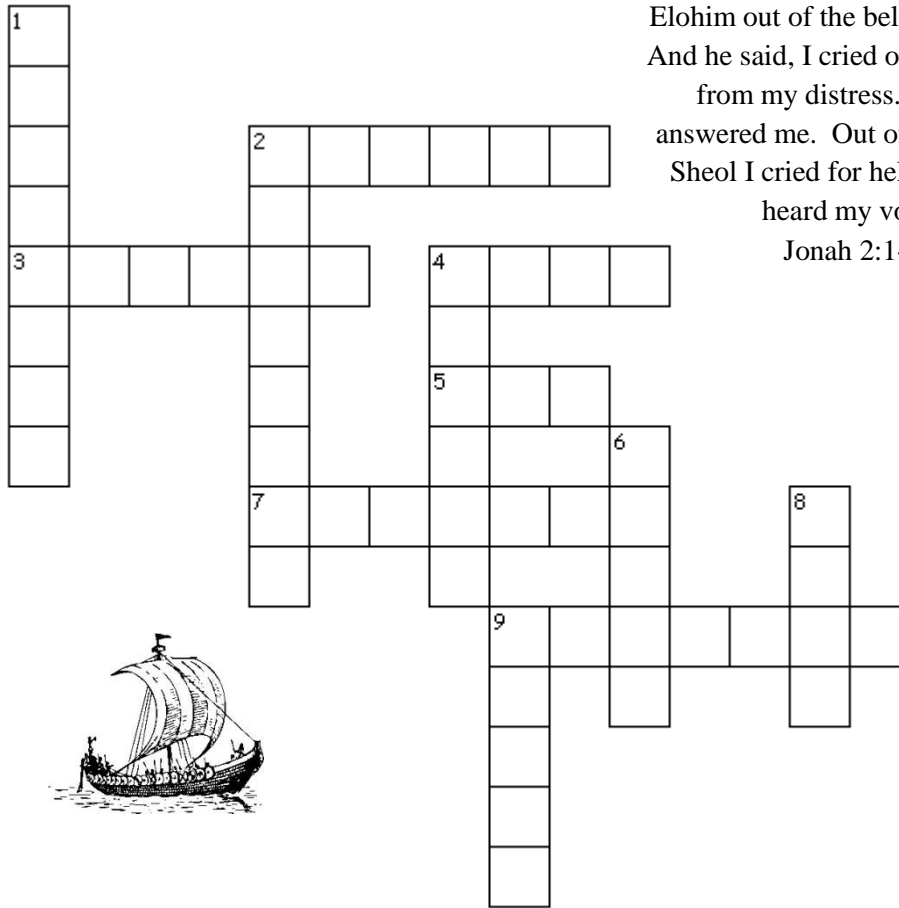 1
Elohim out of the bel
And he said, I cried o
from my distress.
2
answered me. Out o
Sheol I cried for hel
heard my vo
Jonah 2:1-
3 4
5
6
7 8
9